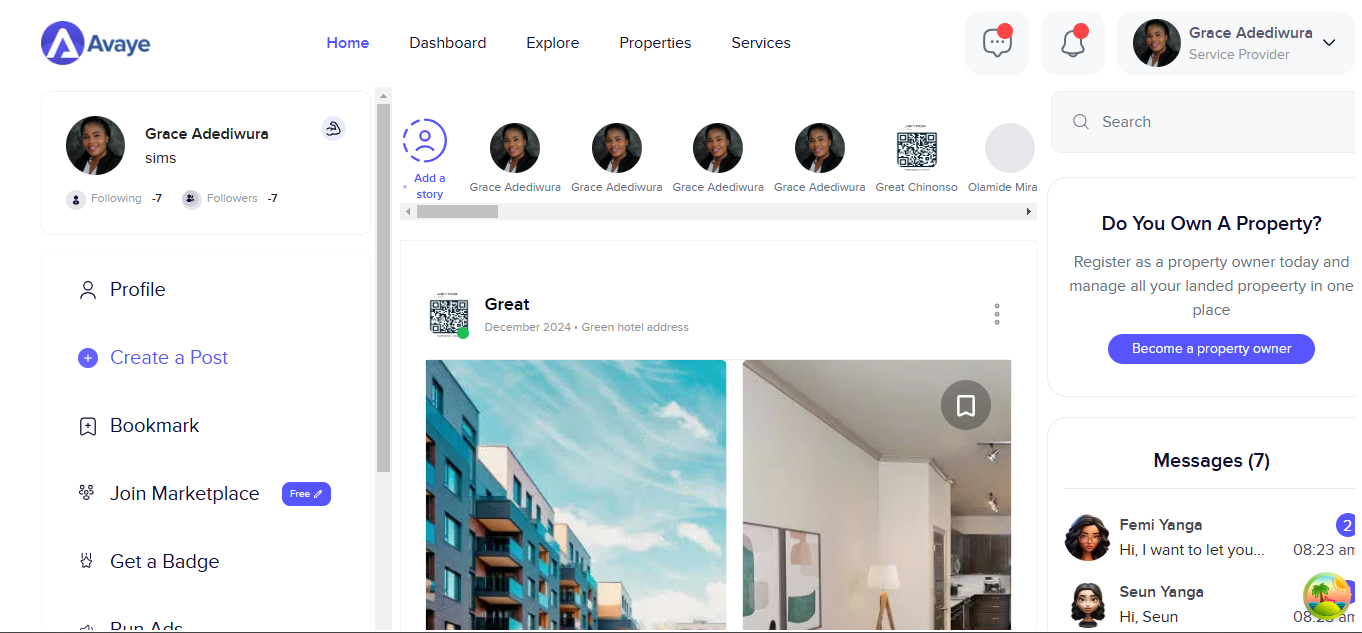 Avaye
Home
Dashboard
Explore
Properties
Services
Grace Adediwura
Service Provider
Grace Adediwura
sims
Following -7
Followers -7
Profile
Create a Post
Bookmark
Join Marketplace
Free
Get a Badge
Run Ads
+ Add a
story
Grace Adediwura
Grace Adediwura
Grace Adediwura
Grace Adediwura
Great Chinonso
Olamide Mira
Great
December 2024 • Green hotel address
Search
Do You Own A Property?
Register as a property owner today and
manage all your landed propeerty in one
place
Become a property owner
Messages (7)
Femi Yanga
2
Hi, I want to let you...
08:23 am
Seun Yanga
Hi, Seun